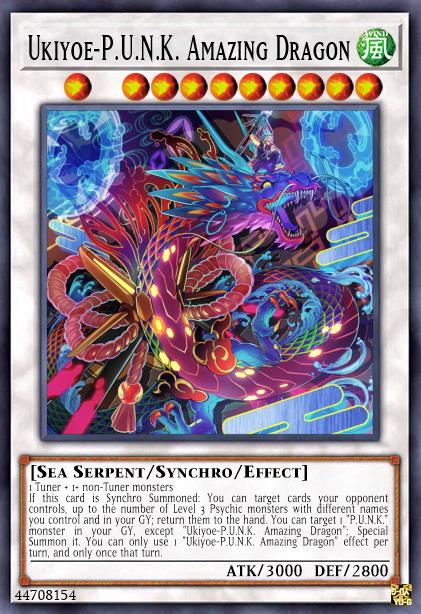 Ukiyoe-P.U.N.K. Amazing Dragon
WIND
風
[Sea Serpent/Synchro/Effect]
1 Tuner + 1+ non-Tuner monsters
If this card is Synchro Summoned: You can target cards your opponent
controls, up to the number of Level 3 Psychic monsters with different names
you control and in your GY; return them to the hand. You can target 1 "P.U.N.K."
monster in your GY, except "Ukiyoe-P.U.N.K. Amazing Dragon"; Special
Summon it. You can only use 1 "Ukiyoe-P.U.N.K. Amazing Dragon" effect per
turn, and only once that turn.
ATK/3000 DEF/2800
44708154